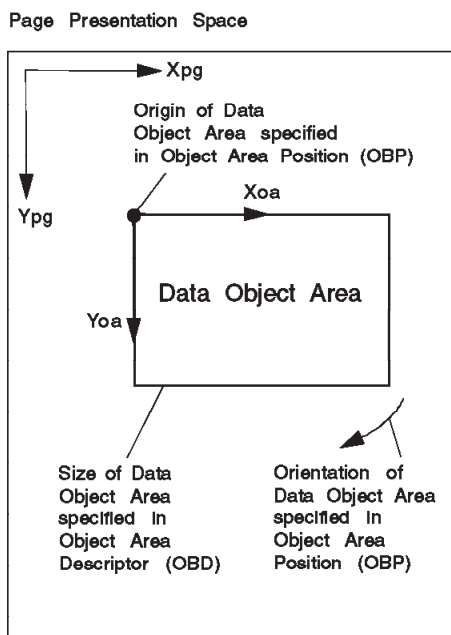 Page Presentation Space
Xpg
Origin of Data
Object Area specified
in Object Area Position (OBP)
Ypg
Xoa
Data Object Area
Yoa
Size of Data
Object Area
specified in
Object Area
Descriptor (OBD)
Orientation of
Data Object Area
specified in
Object Area
Position (OBP)